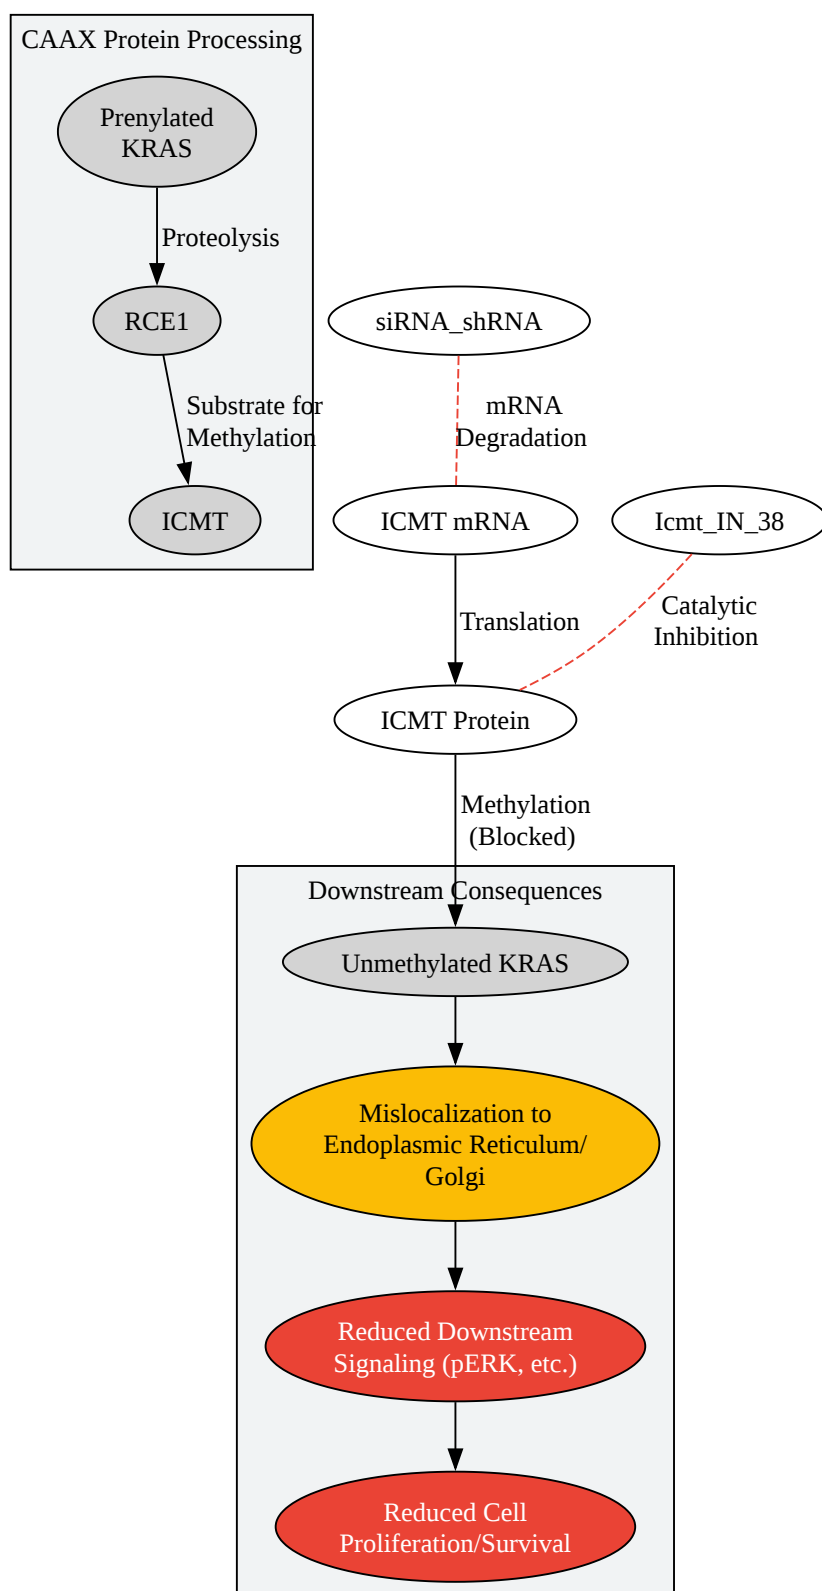 CAAX Protein Processing
Prenylated
KRAS
Proteolysis
RCE1
siRNA_shRNA
Substrate for
Methylation
mRNA
Degradation
ICMT
ICMT mRNA
Icmt_IN_38
Translation
Catalytic
Inhibition
ICMT Protein
Methylation
(Blocked)
Downstream Consequences
Unmethylated KRAS
Mislocalization to
Endoplasmic Reticulum/
Golgi
Reduced Downstream
Signaling (pERK, etc.)
Reduced Cell
Proliferation/Survival